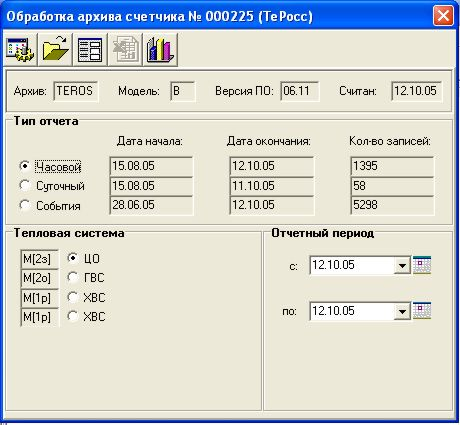 Обработка архива счетчика № 000225 (ТеРосс)
Архив: TEROS Модель: B Версия ПО: 06.11 Считан: 12.10.05
Тип отчета
Дата начала: Дата окончания: Кол-во записей:
Часовой 15.08.05 12.10.05 1395
Суточный 15.08.05 11.10.05 58
События 28.06.05 12.10.05 5298
Тепловая система
M[2з] ЦО
M[2о] ГВС
M[1р] ХВС
M[1р] ХВС
Отчетный период
с: 12.10.05
по: 12.10.05